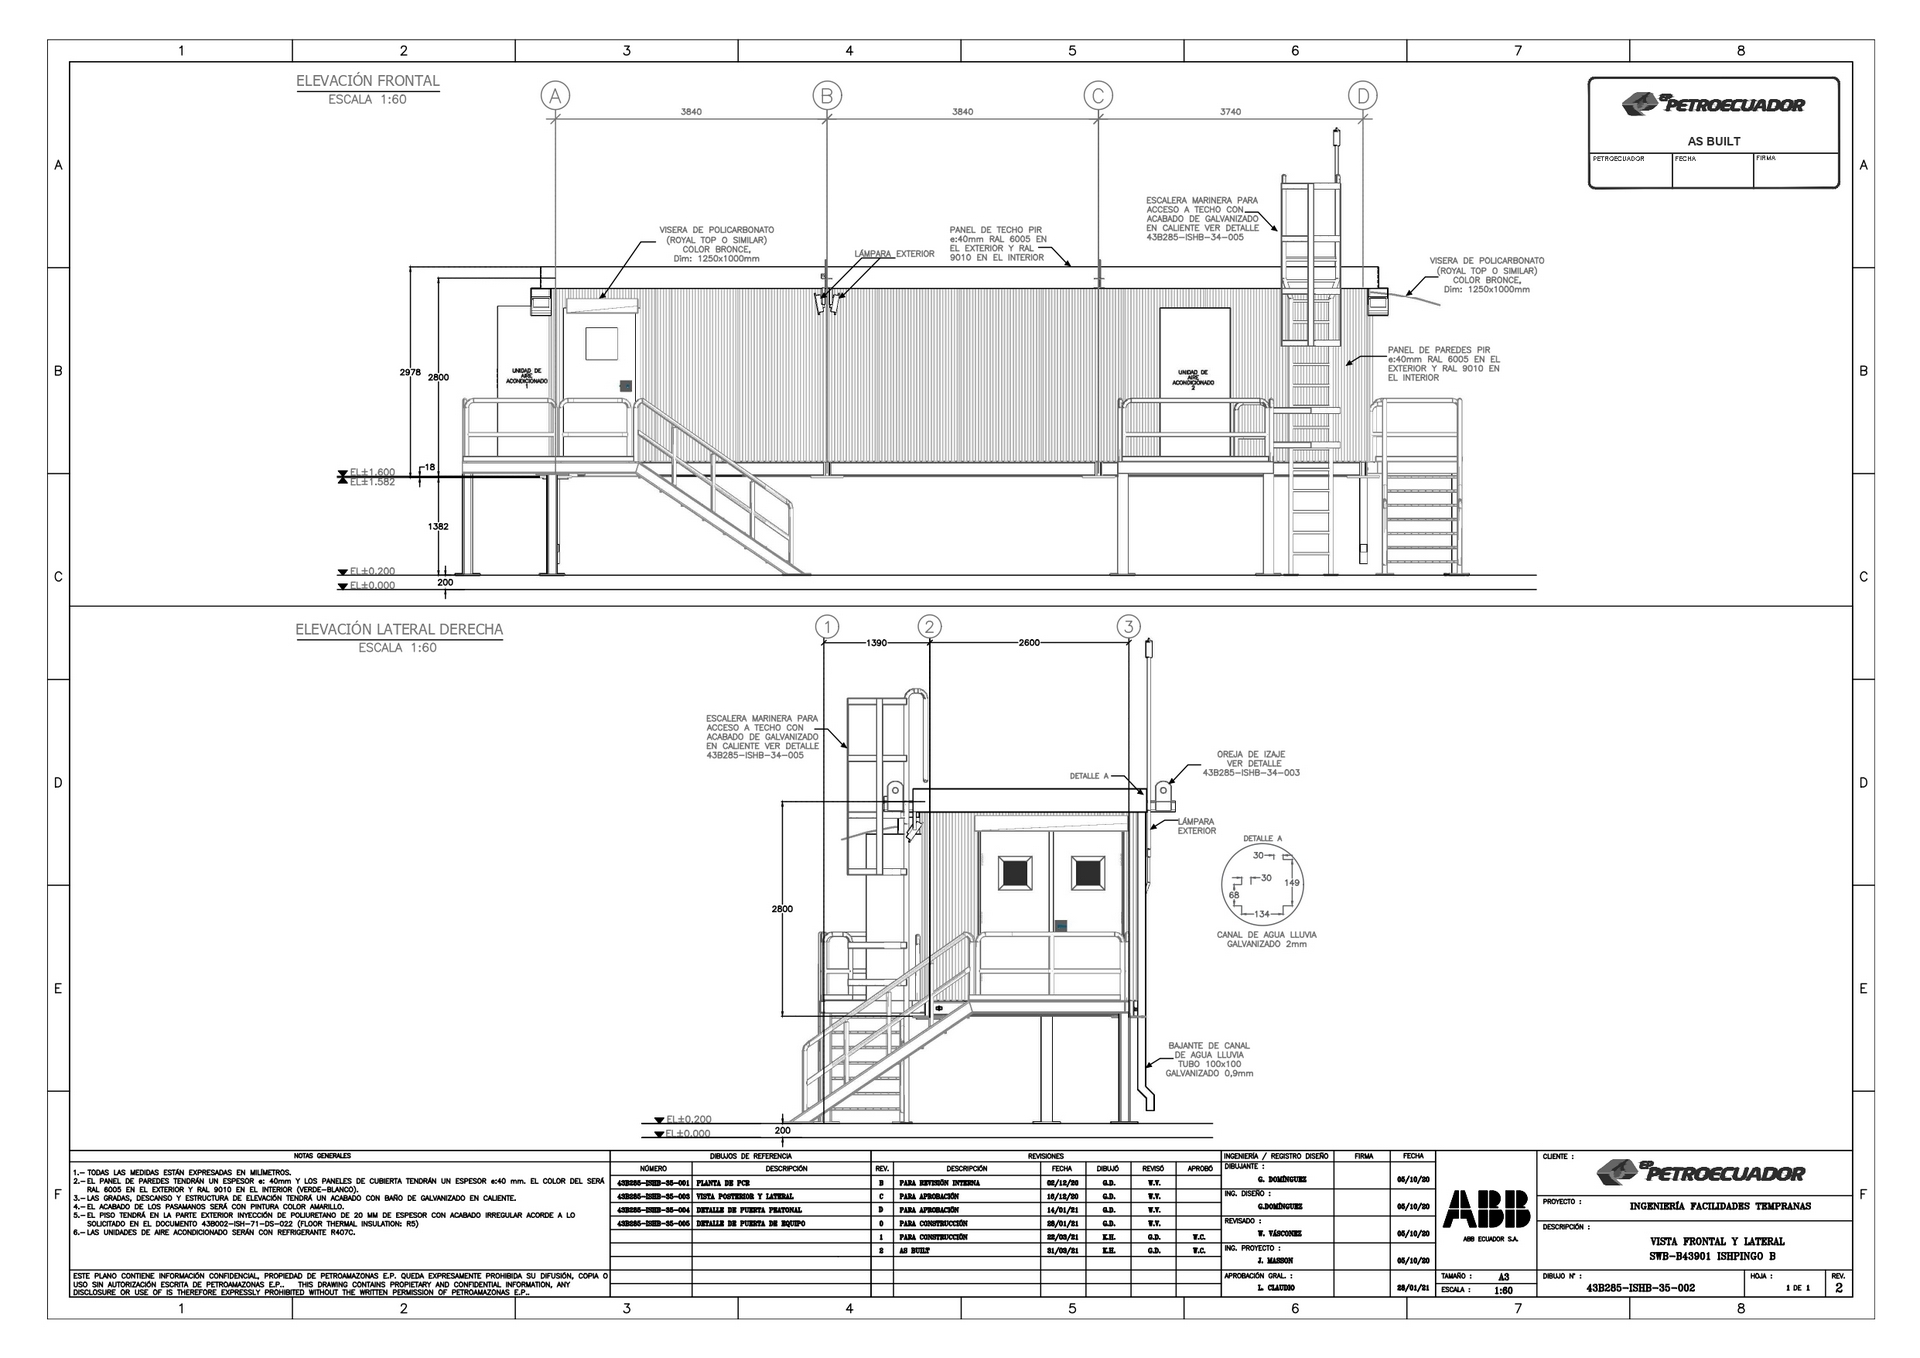 1 2 3 4 5 6 7 8
A
B
C
D
E
F
A
B
C
D
E
F
EP PETROECUADOR
AS BUILT
PETROECUADOR FECHA FIRMA
ELEVACIÓN FRONTAL
ESCALA 1:60
A B C D
3840 3840 3740
VISERA DE POLICARBONATO
(ROYAL TOP O SIMILAR)
COLOR BRONCE,
Dim: 1250x1000mm
LÁMPARA EXTERIOR
PANEL DE TECHO PIR
e:40mm RAL 6005 EN
EL EXTERIOR Y RAL
9010 EN EL INTERIOR
ESCALERA MARINERA PARA
ACCESO A TECHO CON
ACABADO DE GALVANIZADO
EN CALIENTE VER DETALLE
43B285-ISHB-34-005
VISERA DE POLICARBONATO
(ROYAL TOP O SIMILAR)
COLOR BRONCE,
Dim: 1250x1000mm
PANEL DE PAREDES PIR
e:40mm RAL 6005 EN EL
EXTERIOR Y RAL 9010 EN
EL INTERIOR
UNIDAD DE
AIRE
ACONDICIONADO
1
UNIDAD DE
AIRE
ACONDICIONADO
2
2978
2800
18
EL±1.600
EL±1.582
1382
EL±0.200
200
EL±0.000
ELEVACIÓN LATERAL DERECHA
ESCALA 1:60
1 2 3
1390 2600
ESCALERA MARINERA PARA
ACCESO A TECHO CON
ACABADO DE GALVANIZADO
EN CALIENTE VER DETALLE
43B285-ISHB-34-005
OREJA DE IZAJE
VER DETALLE
43B285-ISHB-34-003
DETALLE A
LÁMPARA
EXTERIOR
DETALLE A
30
30
149
68
134
CANAL DE AGUA LLUVIA
GALVANIZADO 2mm
2800
BAJANTE DE CANAL
DE AGUA LLUVIA
TUBO 100x100
GALVANIZADO 0,9mm
EL±0.200
200
EL±0.000
NOTAS GENERALES
1.- TODAS LAS MEDIDAS ESTÁN EXPRESADAS EN MILÍMETROS.
2.- EL PANEL DE PAREDES TENDRÁN UN ESPESOR e: 40mm Y LOS PANELES DE CUBIERTA TENDRÁN UN ESPESOR e:40 mm. EL COLOR DEL SERÁ
RAL 6005 EN EL EXTERIOR Y RAL 9010 EN EL INTERIOR (VERDE-BLANCO).
3.- LAS GRADAS, DESCANSO Y ESTRUCTURA DE ELEVACIÓN TENDRÁ UN ACABADO CON BAÑO DE GALVANIZADO EN CALIENTE.
4.- EL ACABADO DE LOS PASAMANOS SERÁ CON PINTURA COLOR AMARILLO.
5.- EL PISO TENDRÁ EN LA PARTE EXTERIOR INYECCIÓN DE POLIURETANO DE 20 MM DE ESPESOR CON ACABADO IRREGULAR ACORDE A LO
SOLICITADO EN EL DOCUMENTO 43B002-ISH-71-DS-022 (FLOOR THERMAL INSULATION: R5)
6.- LAS UNIDADES DE AIRE ACONDICIONADO SERÁN CON REFRIGERANTE R407C.
ESTE PLANO CONTIENE INFORMACIÓN CONFIDENCIAL, PROPIEDAD DE PETROAMAZONAS E.P. QUEDA EXPRESAMENTE PROHIBIDA SU DIFUSIÓN, COPIA O
USO SIN AUTORIZACIÓN ESCRITA DE PETROAMAZONAS E.P.. THIS DRAWING CONTAINS PROPIETARY AND CONFIDENTIAL INFORMATION, ANY
DISCLOSURE OR USE OF IS THEREFORE EXPRESSLY PROHIBITED WITHOUT THE WRITTEN PERMISSION OF PETROAMAZONAS E.P..
DIBUJOS DE REFERENCIA
NÚMERO DESCRIPCIÓN
43B285-ISHB-35-001 PLANTA DE PCR
43B285-ISHB-35-003 VISTA POSTERIOR Y LATERAL
43B285-ISHB-35-004 DETALLE DE PUERTA PEATONAL
43B285-ISHB-35-005 DETALLE DE PUERTA DE EQUIPO
REVISIONES
REV. DESCRIPCIÓN FECHA DIBUJÓ REVISÓ APROBÓ
B PARA REVISIÓN INTERNA 02/12/20 G.D. W.V.
C PARA APROBACIÓN 16/12/20 G.D. W.V.
D PARA APROBACIÓN 14/01/21 G.D. W.V.
0 PARA CONSTRUCCIÓN 28/01/21 G.D. W.V.
1 PARA CONSTRUCCIÓN 22/03/21 K.H. G.D. W.C.
2 AS BUILT 31/03/21 K.H. G.D. W.C.
INGENIERÍA / REGISTRO DISEÑO FIRMA FECHA
DIBUJANTE :
G. DOMÍNGUEZ 05/10/20
ING. DISEÑO :
G.DOMÍNGUEZ 05/10/20
REVISADO :
W. VÁSCONEZ 05/10/20
ING. PROYECTO :
J. MASSON 05/10/20
APROBACIÓN GRAL. :
L. CLAUDIO 28/01/21
ABB
ABB ECUADOR S.A.
TAMAÑO : A3
ESCALA : 1:60
CLIENTE :
EP PETROECUADOR
PROYECTO : INGENIERÍA FACILIDADES TEMPRANAS
DESCRIPCIÓN :
VISTA FRONTAL Y LATERAL
SWB-B43901 ISHPINGO B
DIBUJO N° : HOJA : REV.
43B285-ISHB-35-002 1 DE 1 2
1 2 3 4 5 6 7 8